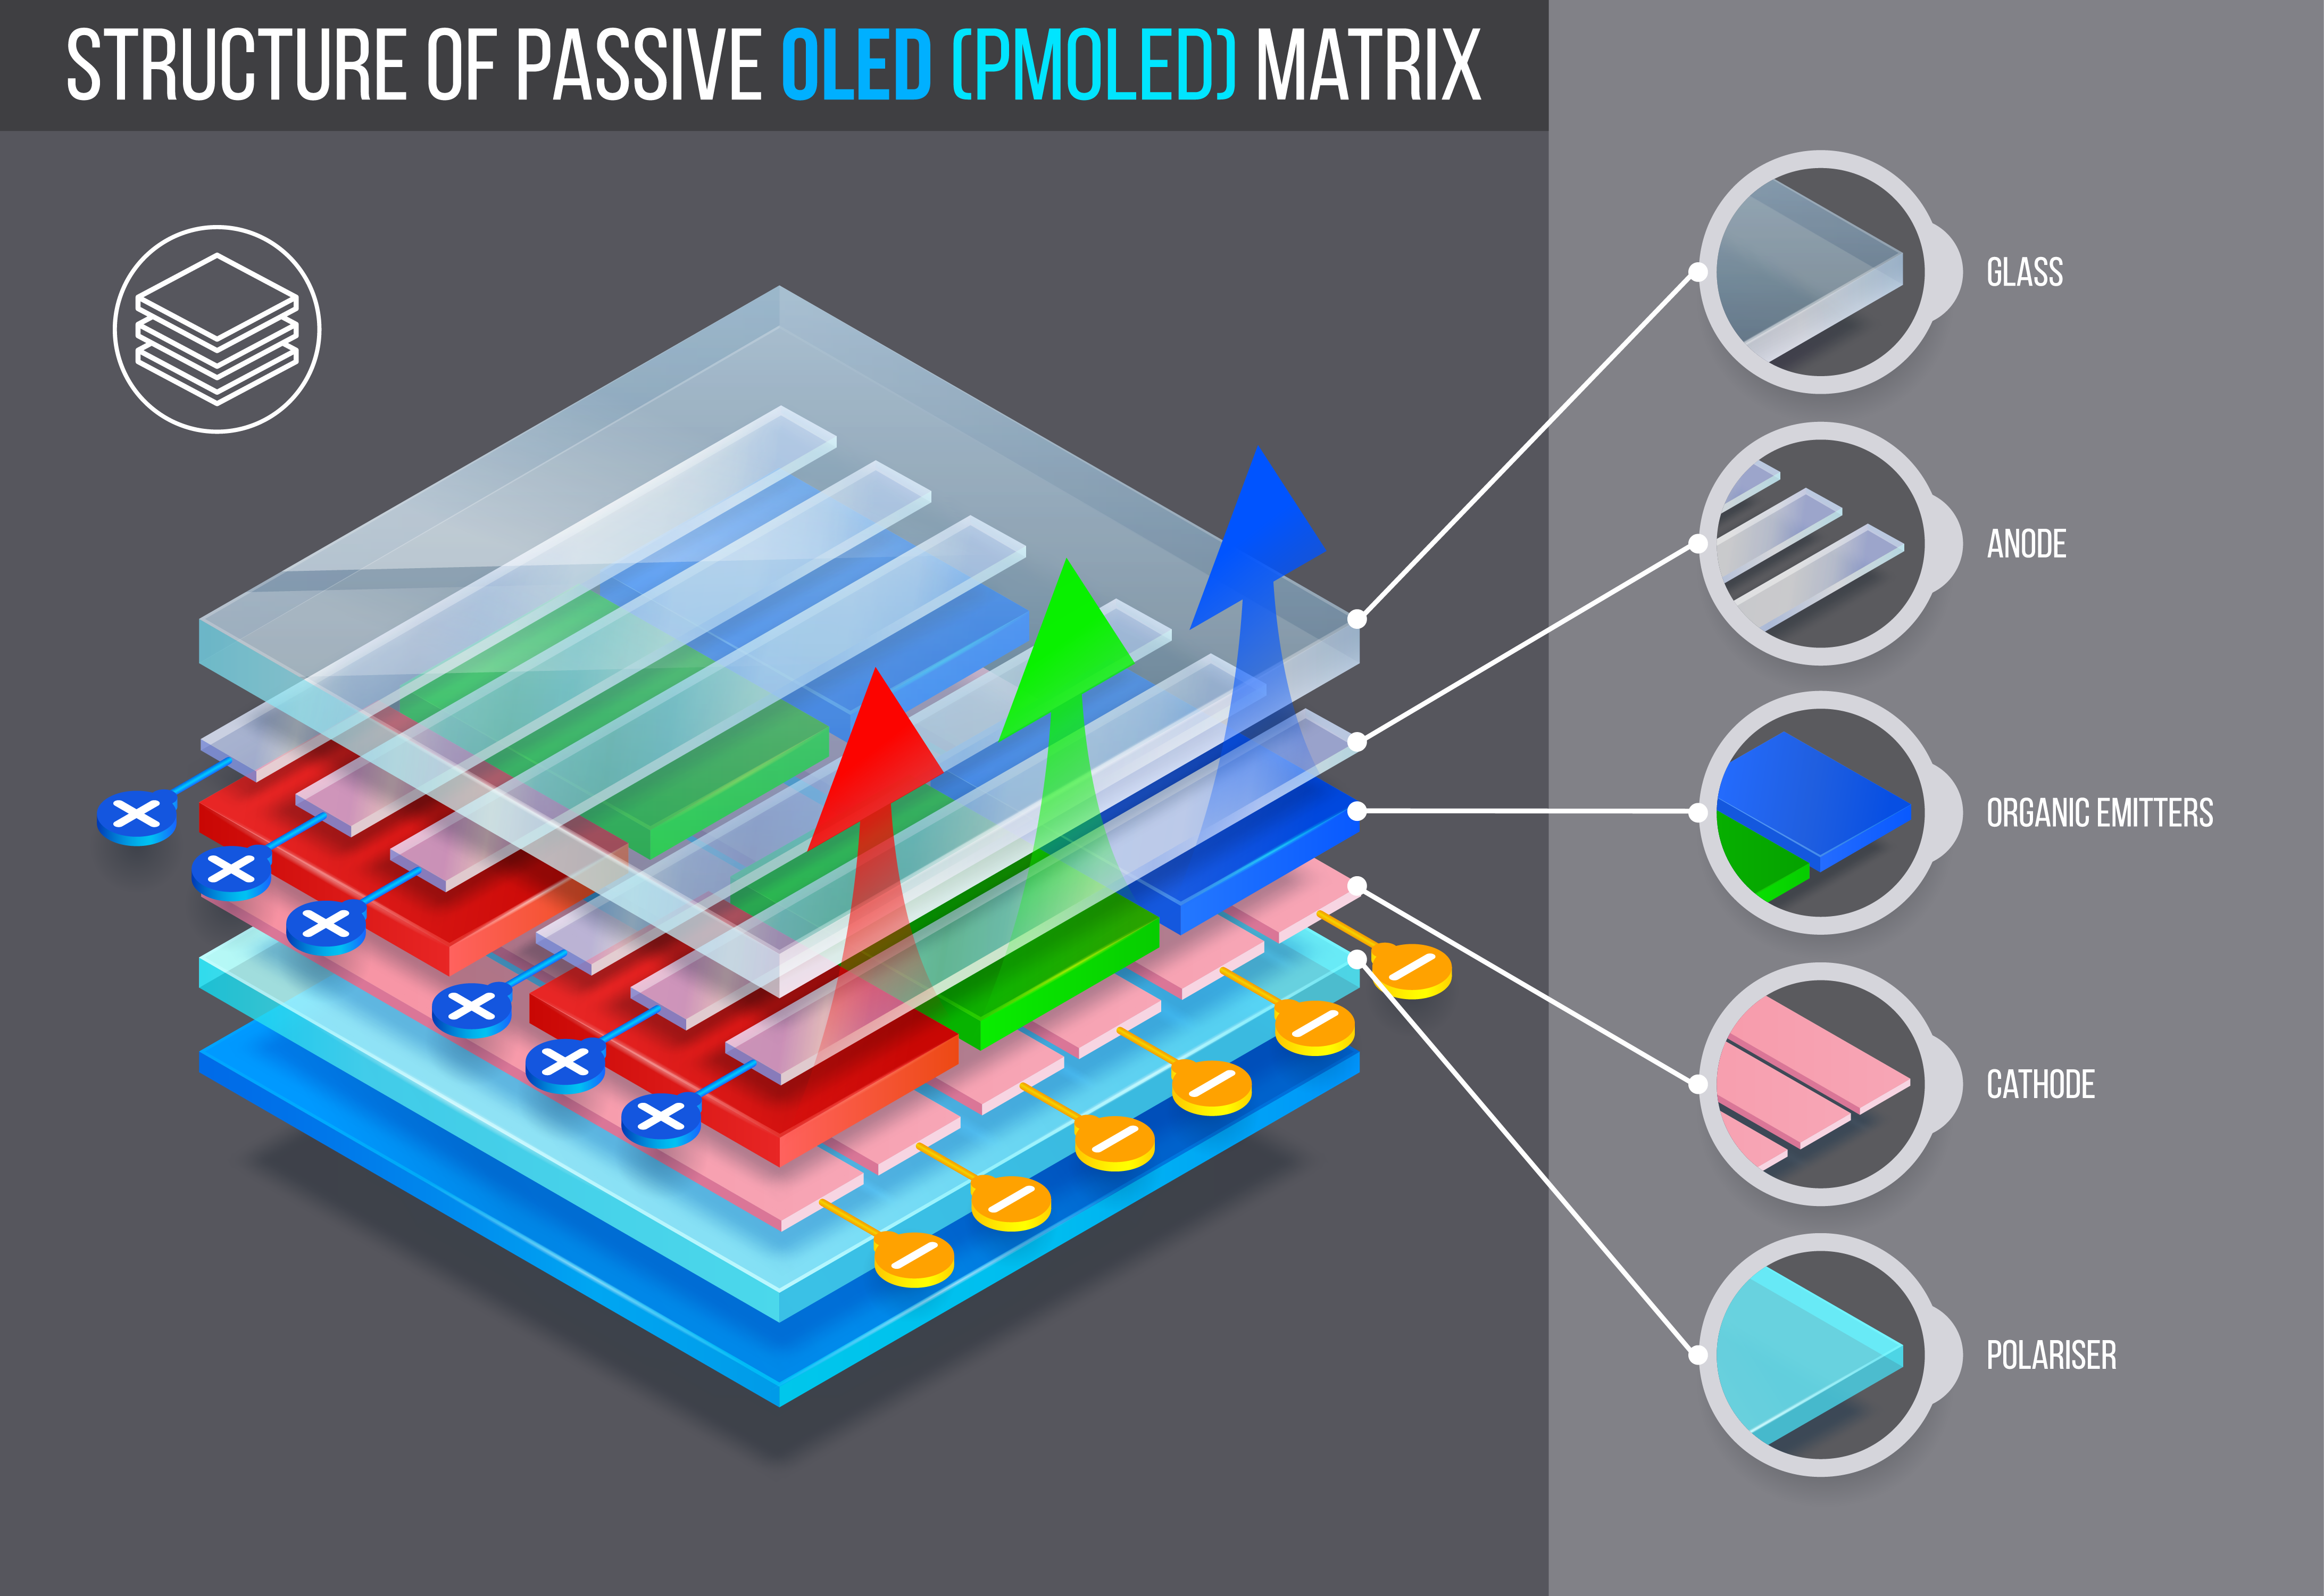 STRUCTURE OF PASSIVE OLED (PMOLED) MATRIX
GLASS
ANODE
ORGANIC EMITTERS
CATHODE
POLARISER